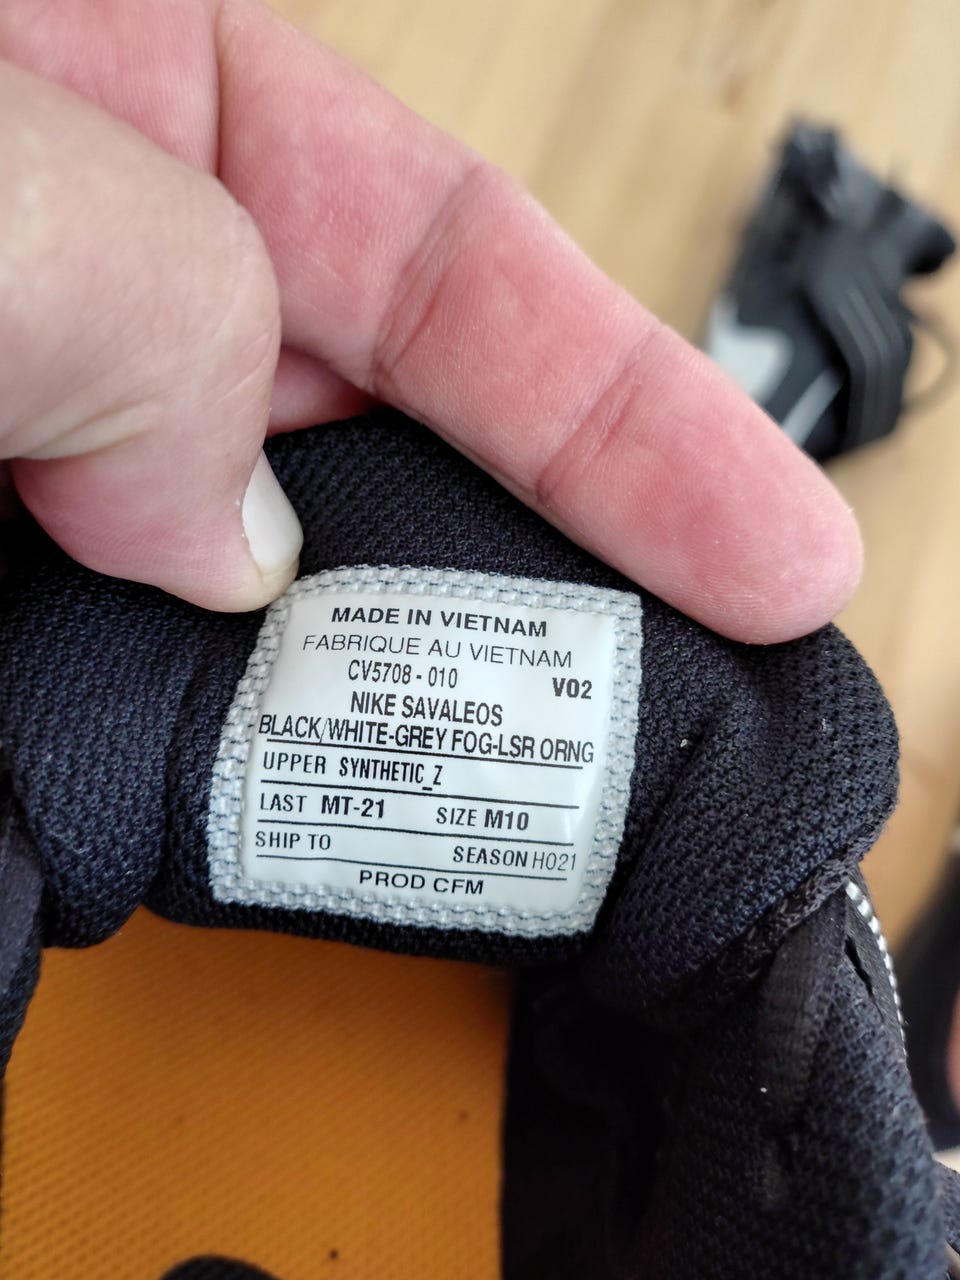 MADE IN VIETNAM
FABRIQUE AU VIETNAM
CV5708 - 010 V02
NIKE SAVALEOS
BLACK/WHITE-GREY FOG-LSR ORNG
UPPER SYNTHETIC_Z
LAST MT-21 SIZE M10
SHIP TO
SEASON HO21
PROD CFM